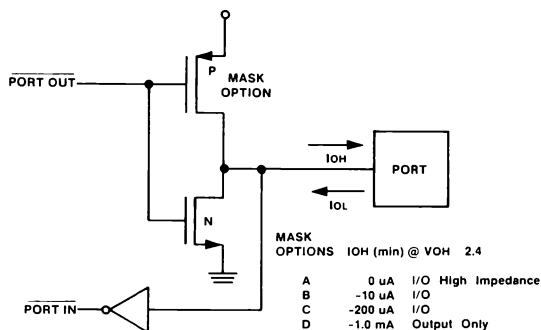 P
MASK
OPTION
PORT OUT
IOH
PORT
IOL
N
MASK
OPTIONS IOH (min) @ VOH 2.4
A 0 uA I/O High Impedance
B -10 uA I/O
C -200 uA I/O
D -1.0 mA Output Only
PORT IN